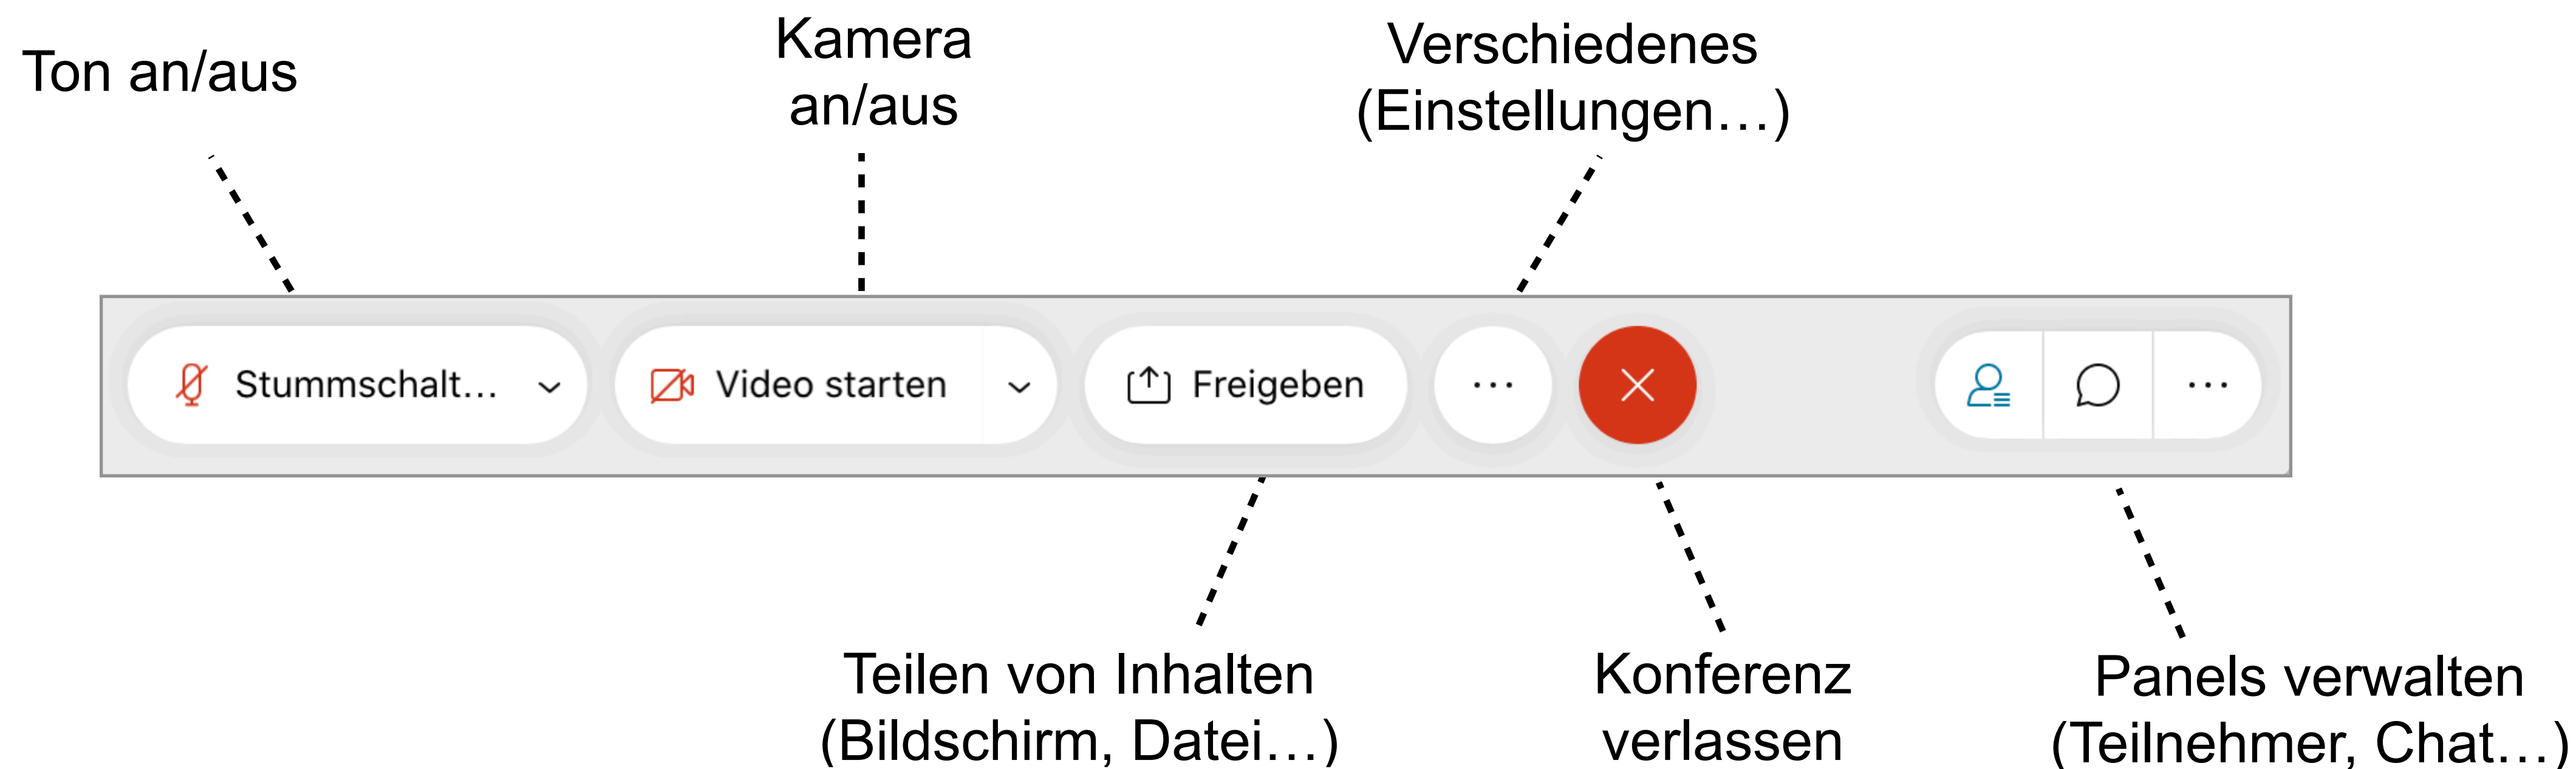 Ton an/aus
Kamera
an/aus
Verschiedenes
(Einstellungen…)
Stummschalt...
Video starten
Freigeben
Teilen von Inhalten
(Bildschirm, Datei…)
Konferenz
verlassen
Panels verwalten
(Teilnehmer, Chat…)